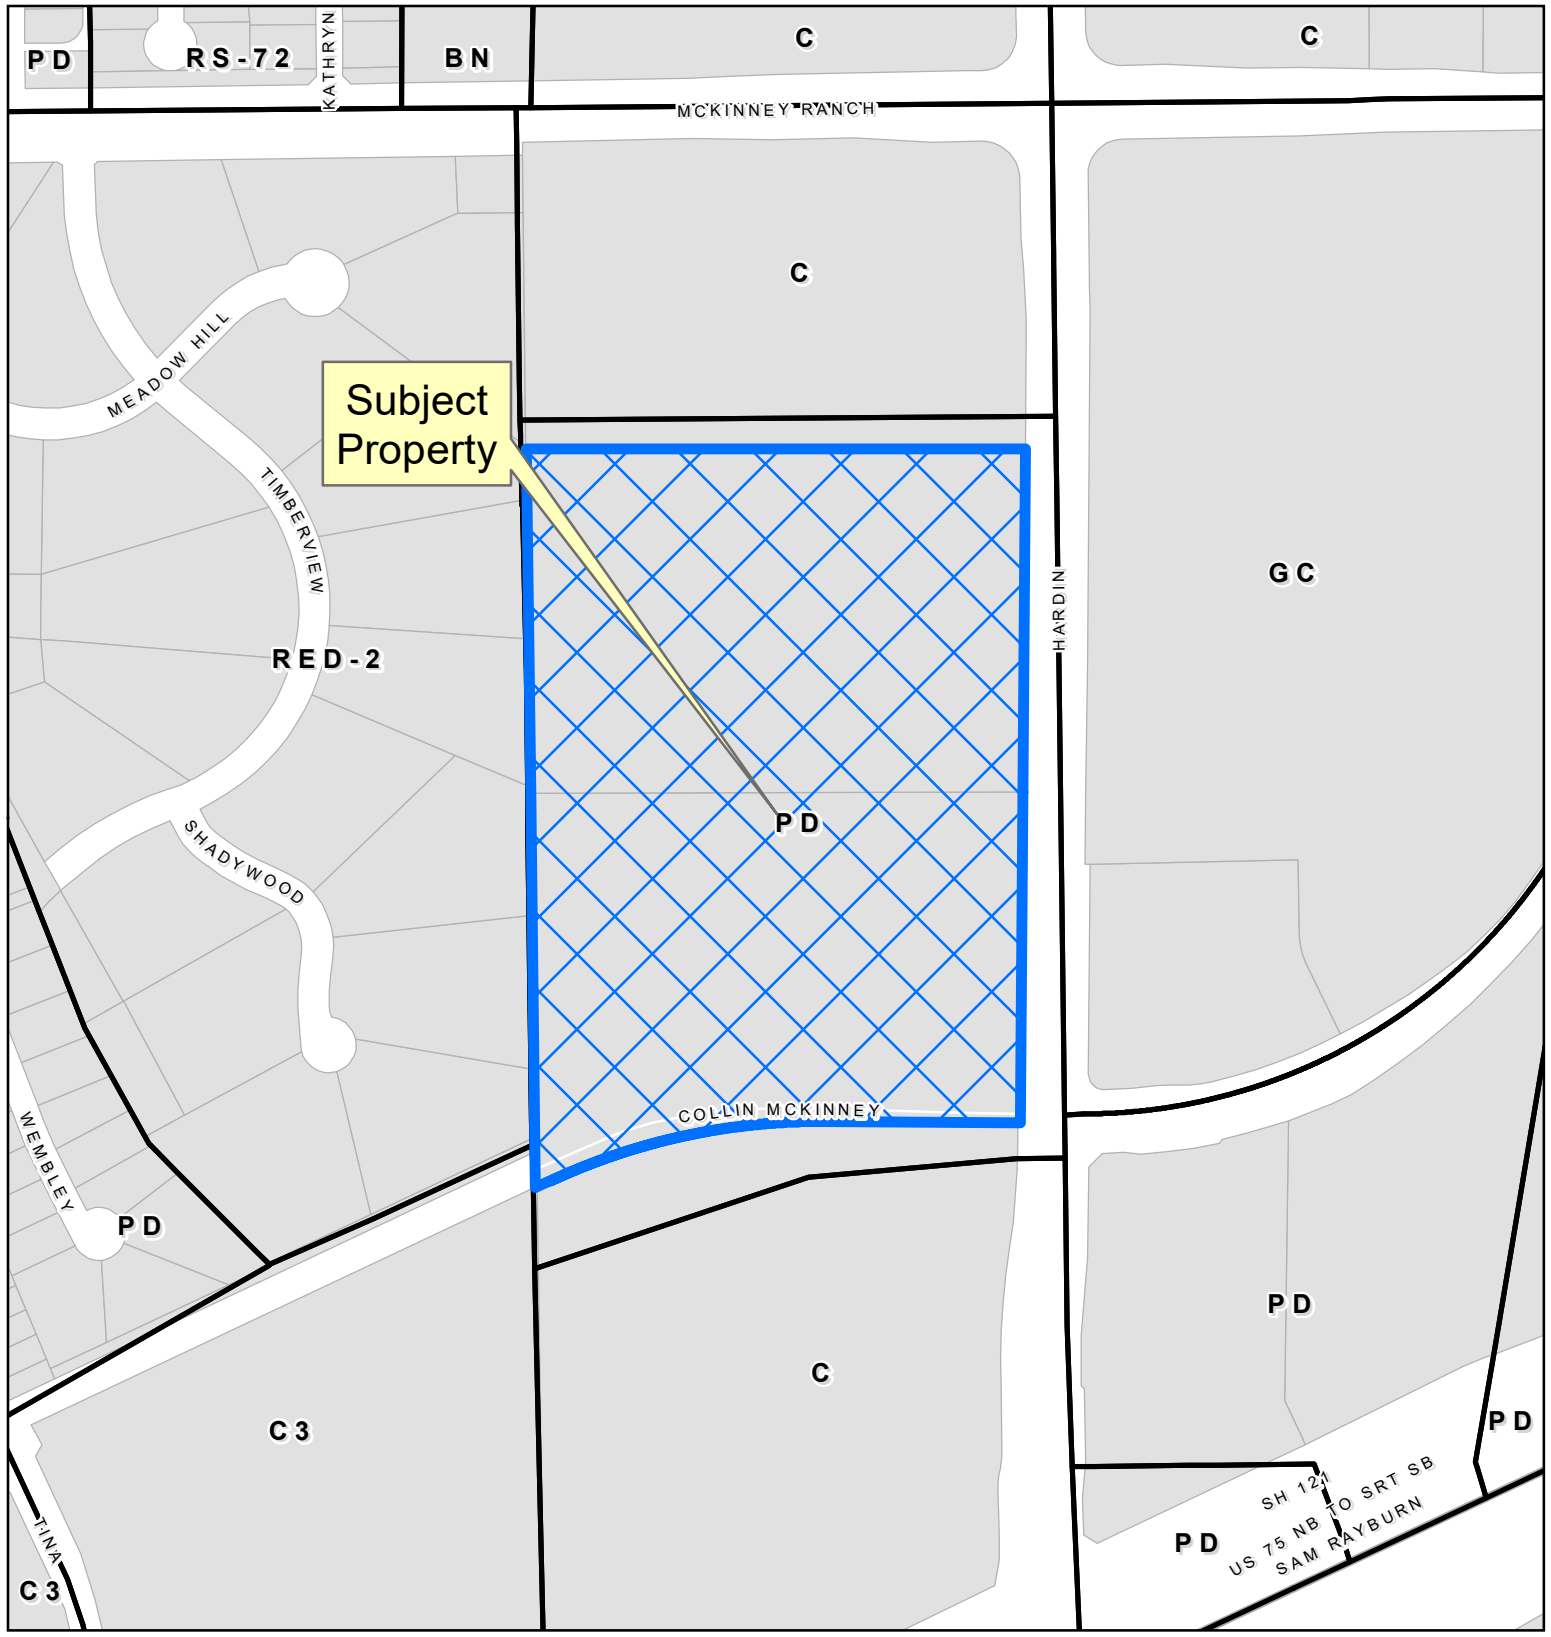 PD
RS-72
KATHRYN
BN
C
C
MCKINNEY RANCH
C
MEADOW HILL
Subject
Property
TIMBERVIEW
HARDIN
GC
RED-2
PD
SHADYWOOD
COLLIN MCKINNEY
WEMBLEY
PD
PD
C
C3
PD
SH 121
US 75 NB TO SRT SB
SAM RAYBURN
PD
TINA
C3